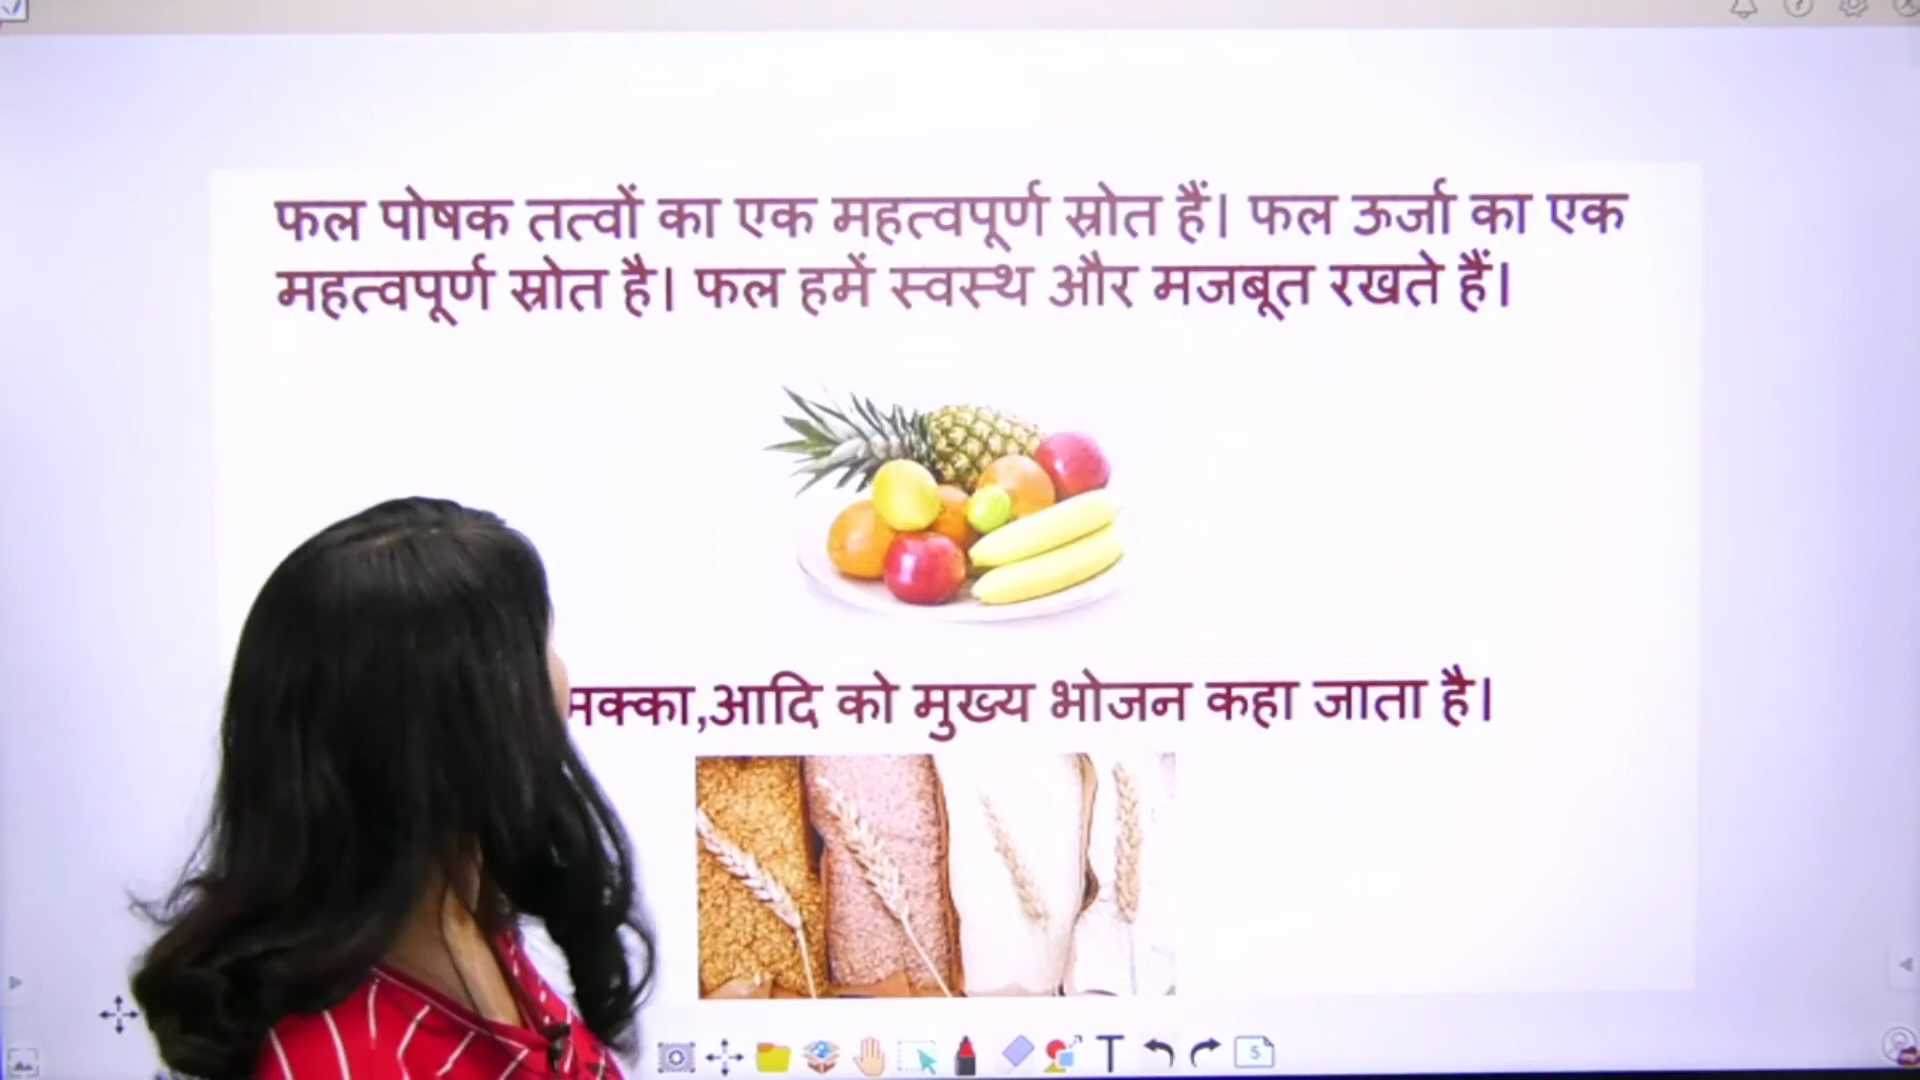 फल पोषक तत्वों का एक महत्वपूर्ण स्रोत हैं। फल ऊर्जा का एक
महत्वपूर्ण स्रोत है। फल हमें स्वस्थ और मजबूत रखते हैं।
मक्का,आदि को मुख्य भोजन कहा जाता है।
T
5